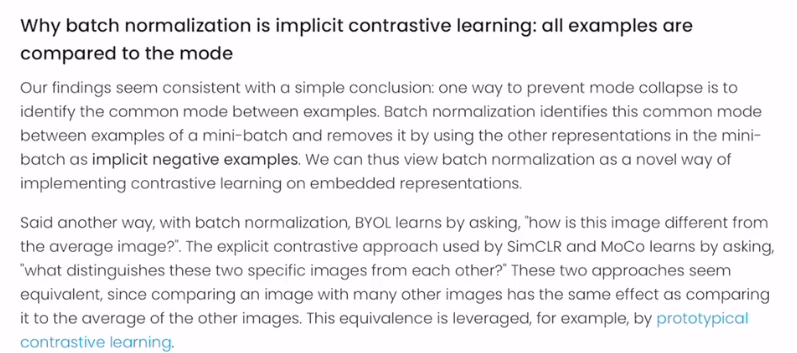 Why batch normalization is implicit contrastive learning: all examples are
compared to the mode
Our findings seem consistent with a simple conclusion: one way to prevent mode collapse is to
identify the common mode between examples. Batch normalization identifies this common mode
between examples of a mini-batch and removes it by using the other representations in the mini-
batch as implicit negative examples. We can thus view batch normalization as a novel way of
implementing contrastive learning on embedded representations.
Said another way, with batch normalization, BYOL learns by asking, "how is this image different from
the average image?". The explicit contrastive approach used by SimCLR and MoCo learns by asking,
"what distinguishes these two specific images from each other?" These two approaches seem
equivalent, since comparing an image with many other images has the same effect as comparing
it to the average of the other images. This equivalence is leveraged, for example, by prototypical
contrastive learning.